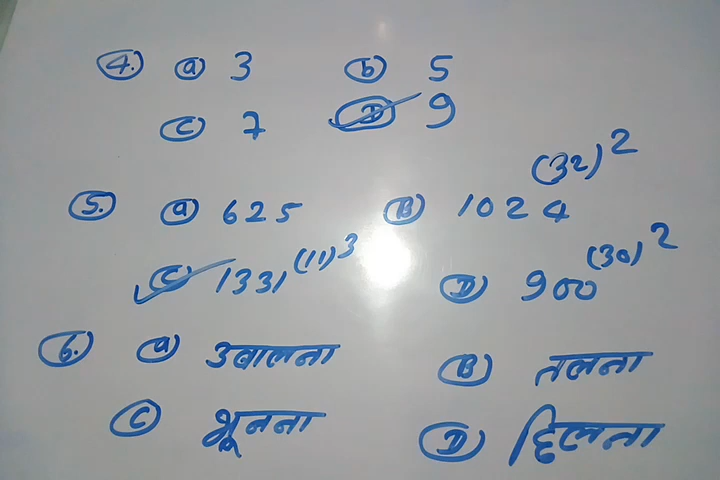 4. a 3 b 5
C 7 D 9
(32)²
5. a 625 B 1024
C 1331 (11)³ D 900 (30)²
6. a उबालना B तलना
C भूनना D हिलना